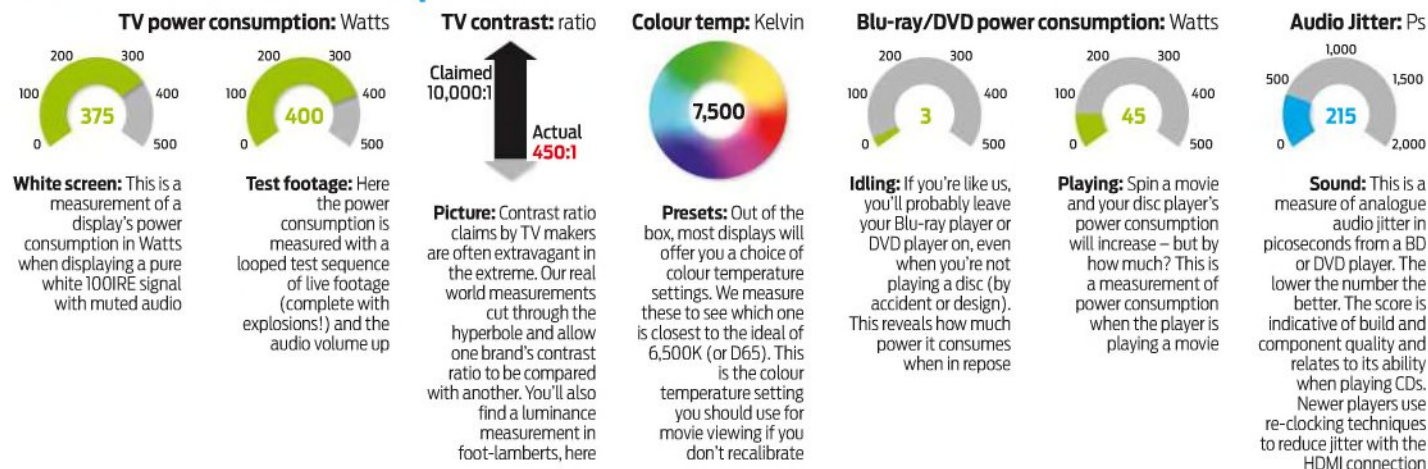 TV power consumption: Watts
200 300
100 400
375
0 500
White screen: This is a
measurement of a
display's power
consumption in Watts
when displaying a pure
white 100IRE signal
with muted audio
200 300
100 400
400
0 500
Test footage: Here
the power
consumption is
measured with a
looped test sequence
of live footage
(complete with
explosions!) and the
audio volume up
TV contrast: ratio
Claimed
10,000:1
Actual
450:1
Picture: Contrast ratio
claims by TV makers
are often extravagant in
the extreme. Our real
world measurements
cut through the
hyperbole and allow
one brand's contrast
ratio to be compared
with another. You'll also
find a luminance
measurement in
foot-lamberts, here
Colour temp: Kelvin
7,500
Presets: Out of the
box, most displays will
offer you a choice of
colour temperature
settings. We measure
these to see which one
is closest to the ideal of
6,500K (or D65). This
is the colour
temperature setting
you should use for
movie viewing if you
don't recalibrate
Blu-ray/DVD power consumption: Watts
200 300
100 400
3
0 500
Idling: If you're like us,
you'll probably leave
your Blu-ray player or
DVD player on, even
when you're not
playing a disc (by
accident or design).
This reveals how much
power it consumes
when in repose
200 300
100 400
45
0 500
Playing: Spin a movie
and your disc player's
power consumption
will increase – but by
how much? This is
a measurement of
power consumption
when the player is
playing a movie
Audio Jitter: Ps
1,000
500 1,500
215
0 2,000
Sound: This is a
measure of analogue
audio jitter in
picoseconds from a BD
or DVD player. The
lower the number the
better. The score is
indicative of build and
component quality and
relates to its ability
when playing CDs.
Newer players use
re-clocking techniques
to reduce jitter with the
HDMI connection